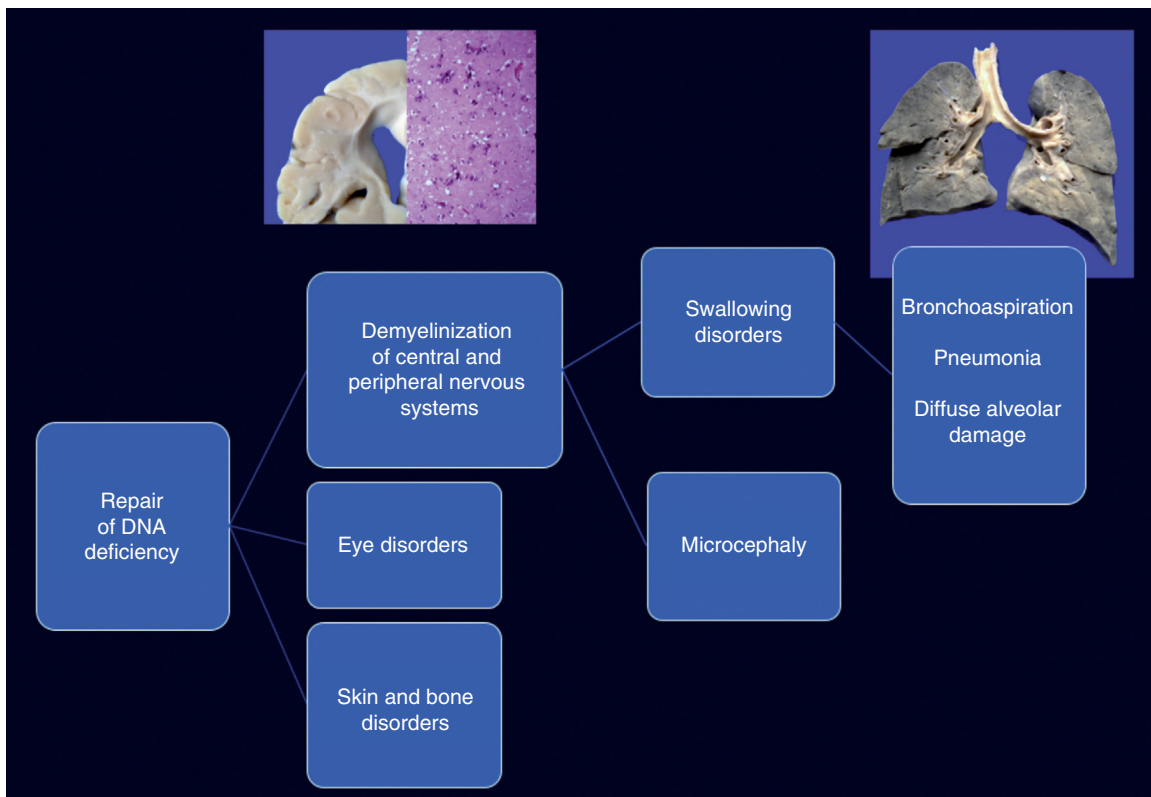 Repair
of DNA
deficiency
Demyelinization
of central and
peripheral nervous
systems
Eye disorders
Skin and bone
disorders
Swallowing
disorders
Microcephaly
Bronchoaspiration
Pneumonia
Diffuse alveolar
damage